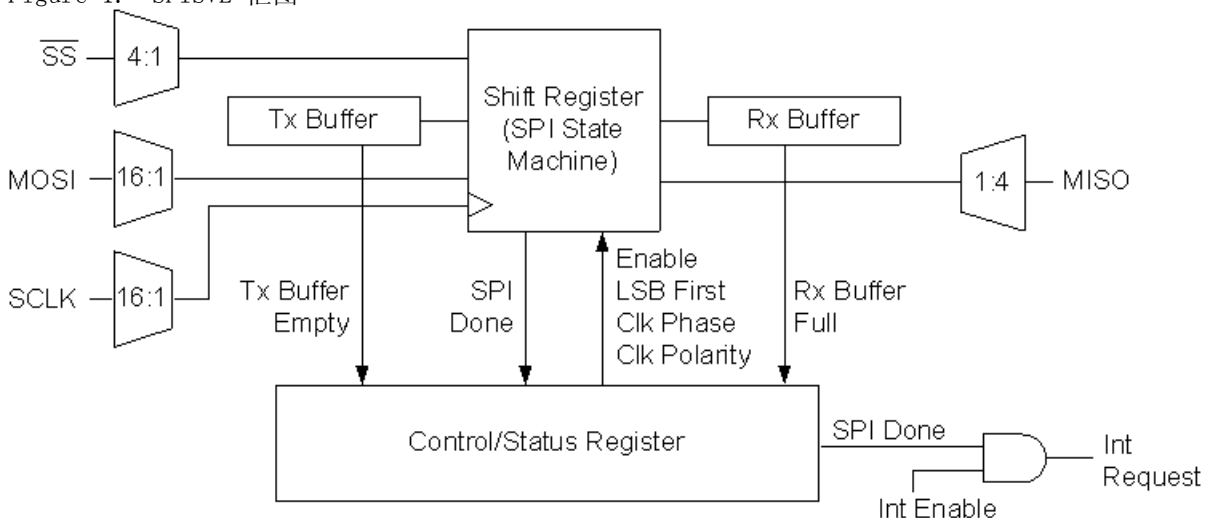 Figure 1. 框图
SS
4:1
Tx Buffer
Shift Register
(SPI State
Machine)
Rx Buffer
MOSI
16:1
1:4
MISO
SCLK
16:1
Tx Buffer
Empty
SPI
Done
Enable
LSB First
Clk Phase
Clk Polarity
Rx Buffer
Full
Control/Status Register
SPI Done
Int Enable
Int
Request